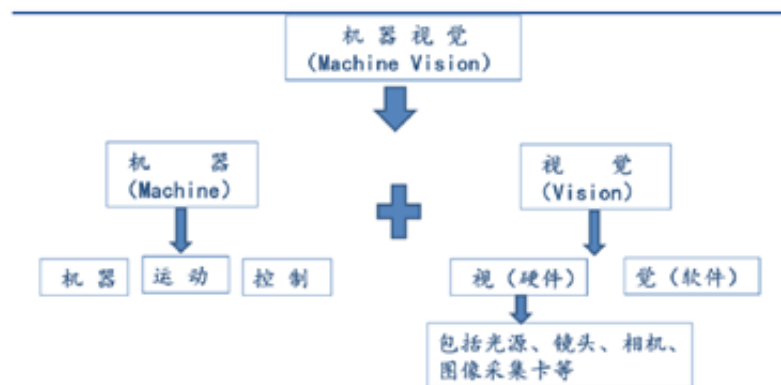 机器视觉
(Machine Vision)
机 器
(Machine)
视 觉
(Vision)
机器
运动
控制
视(硬件)
觉(软件)
包括光源、镜头、相机、
图像采集卡等